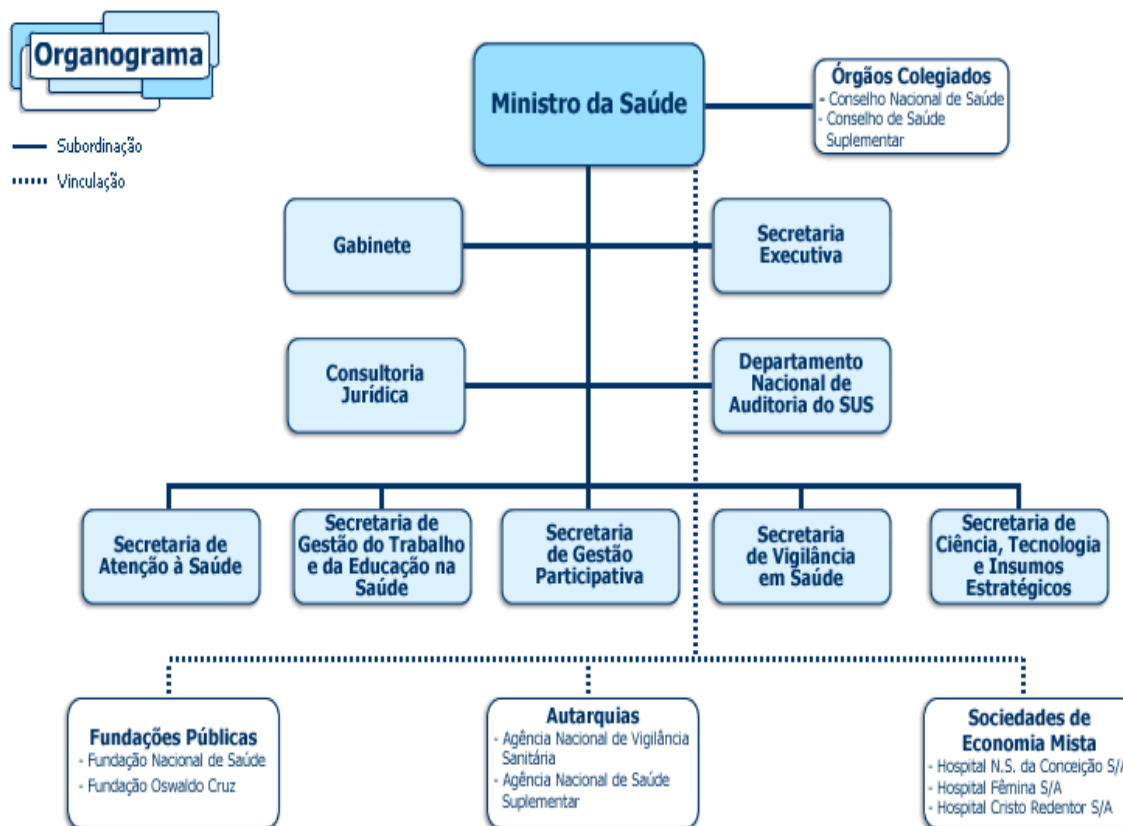 Organograma
Subordinação
Vinculação
Ministro da Saúde
Órgãos Colegiados
- Conselho Nacional de Saúde
- Conselho de Saúde
Suplementar
Gabinete
Secretaria
Executiva
Consultoria
Jurídica
Departamento
Nacional de
Auditoria do SUS
Secretaria de
Atenção à Saúde
Secretaria de
Gestão do Trabalho
e da Educação na
Saúde
Secretaria
de Gestão
Participativa
Secretaria
de Vigilância
em Saúde
Secretaria de
Ciência, Tecnologia
e Insumos
Estratégicos
Fundações Públicas
- Fundação Nacional de Saúde
- Fundação Oswaldo Cruz
Autarquias
- Agência Nacional de Vigilância
Sanitária
- Agência Nacional de Saúde
Suplementar
Sociedades de
Economia Mista
- Hospital N.S. da Conceição S/A
- Hospital Fêmina S/A
- Hospital Cristo Redentor S/A